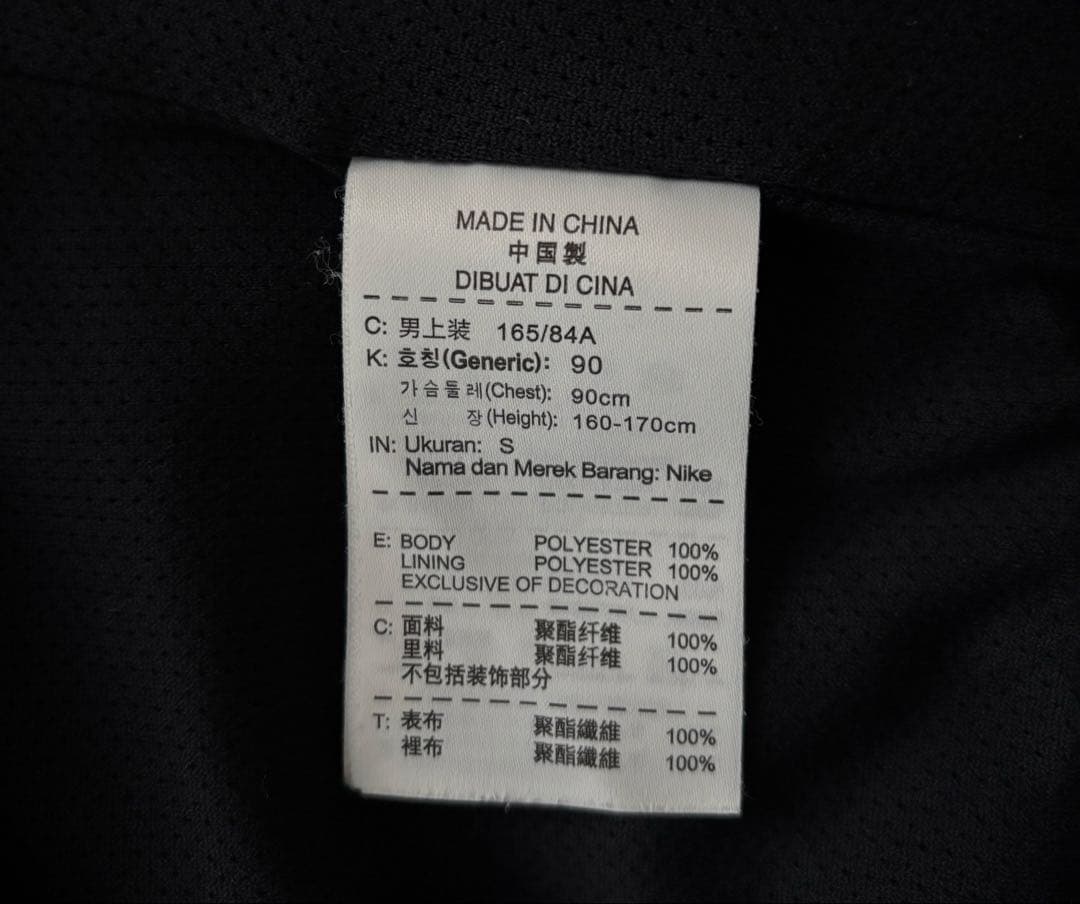 MADE IN CHINA
中国製
DIBUAT DI CINA
C: 男上装 165/84A
K: 호칭(Generic): 90
가슴둘레(Chest): 90cm
신 장(Height): 160-170cm
IN: Ukuran: S
Nama dan Merek Barang: Nike
E: BODY POLYESTER 100%
LINING POLYESTER 100%
EXCLUSIVE OF DECORATION
C: 面料 聚酯纤维 100%
里料 聚酯纤维 100%
不包括装饰部分
T: 表布 聚酯纖維 100%
裡布 聚酯纖維 100%